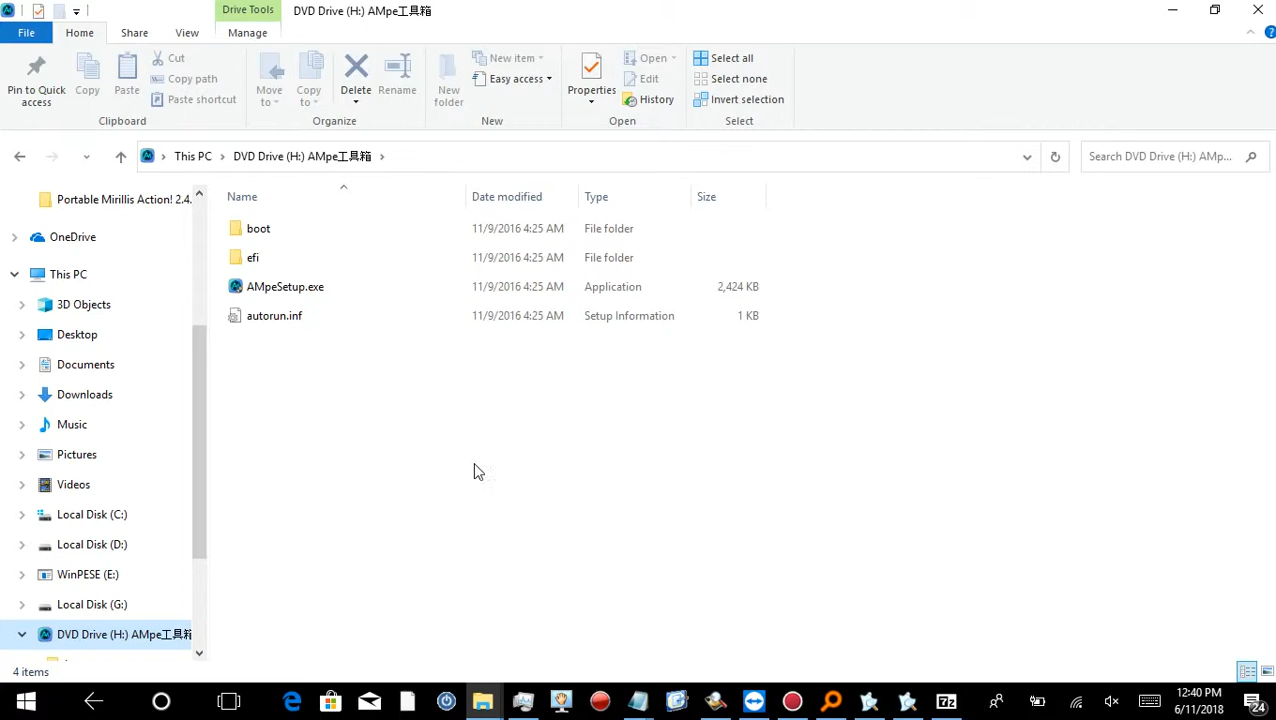 Drive Tools
DVD Drive (H:) AMpe工具箱
File
Home
Share
View
Manage
Pin to Quick access
Copy
Paste
Cut
Copy path
Paste shortcut
Clipboard
Move to
Copy to
Delete
Rename
Organize
New folder
New item
Easy access
New
Properties
Open
Edit
History
Open
Select all
Select none
Invert selection
Select
This PC
DVD Drive (H:) AMpe工具箱
Search DVD Drive (H:) AMp...
Portable Mirillis Action! 2.4.
OneDrive
This PC
3D Objects
Desktop
Documents
Downloads
Music
Pictures
Videos
Local Disk (C:)
Local Disk (D:)
WinPESE (E:)
Local Disk (G:)
DVD Drive (H:) AMpe工具箱
Name Date modified Type Size
boot 11/9/2016 4:25 AM File folder
efi 11/9/2016 4:25 AM File folder
AMpeSetup.exe 11/9/2016 4:25 AM Application 2,424 KB
autorun.inf 11/9/2016 4:25 AM Setup Information 1 KB
4 items
Tz
12:40 PM
6/11/2018
24